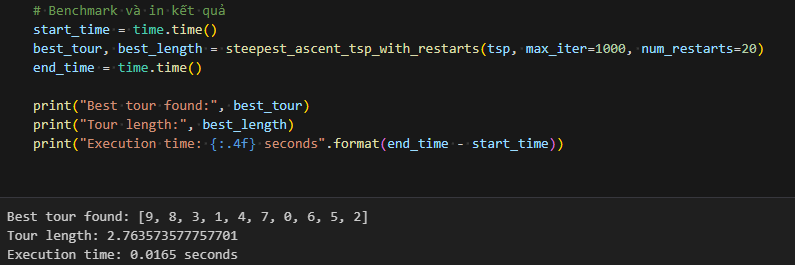 # Benchmark và in kết quả
start_time = time.time()
best_tour, best_length = steepest_ascent_tsp_with_restarts(tsp, max_iter=1000, num_restarts=20)
end_time = time.time()
print("Best tour found:", best_tour)
print("Tour length:", best_length)
print("Execution time: {:.4f} seconds".format(end_time - start_time))
Best tour found: [9, 8, 3, 1, 4, 7, 0, 6, 5, 2]
Tour length: 2.763573577757701
Execution time: 0.0165 seconds